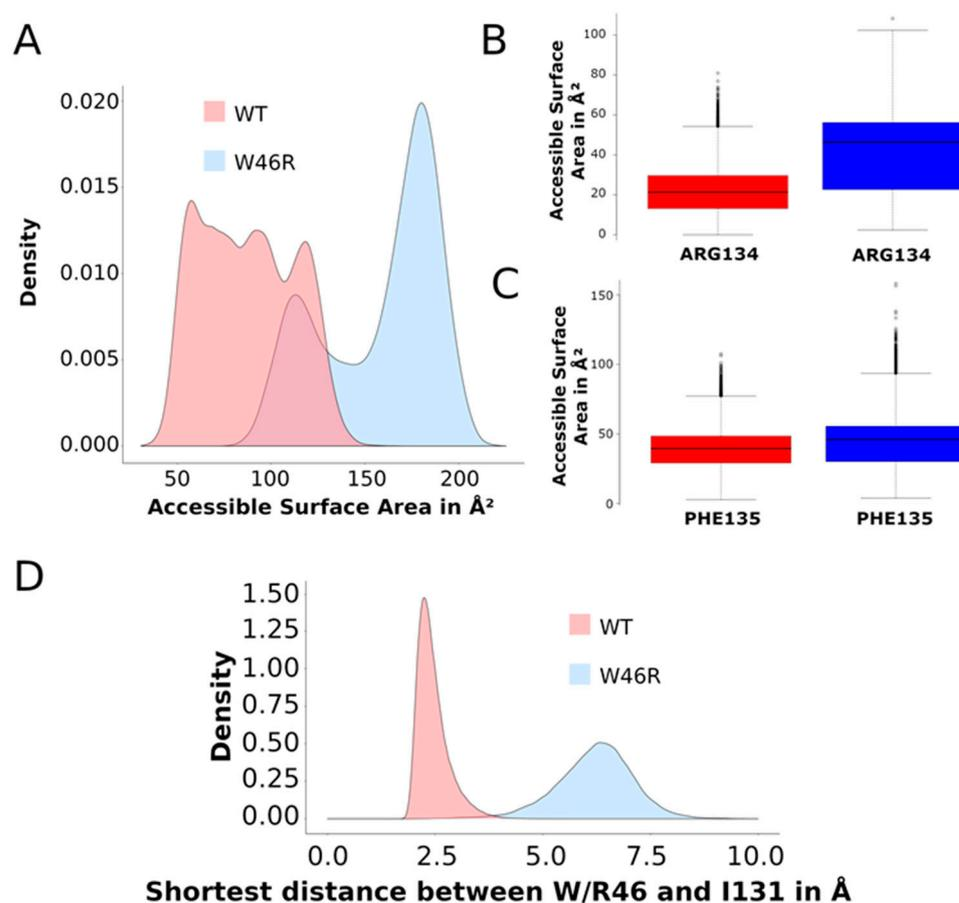 A
0.020
0.015
0.010
0.005
0.000
Density
WT
W46R
50 100 150 200
Accessible Surface Area in Å²
B
Accessible Surface
Area in Å²
100
80
60
40
20
0
ARG134 ARG134
C
Accessible Surface
Area in Å²
150
100
50
0
PHE135 PHE135
D
Density
1.50
1.25
1.00
0.75
0.50
0.25
0.00
WT
W46R
0.0 2.5 5.0 7.5 10.0
Shortest distance between W/R46 and I131 in Å